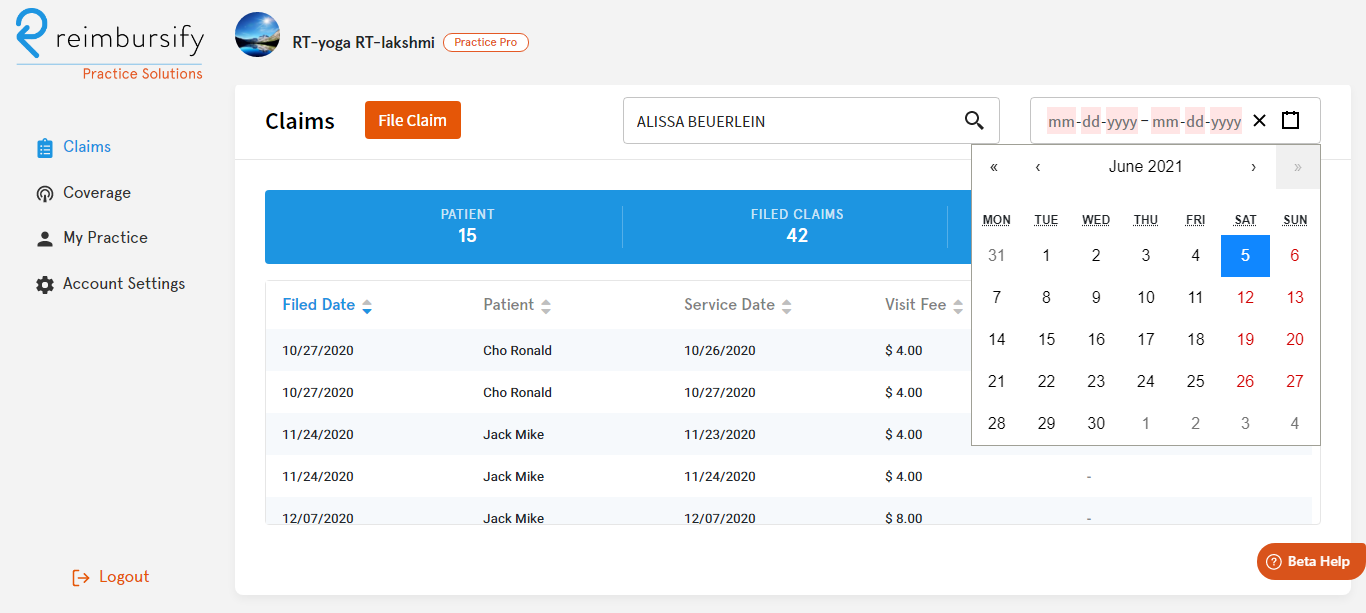 reimbursify
Practice Solutions
RT-yoga RT-lakshmi Practice Pro
Claims
Coverage
My Practice
Account Settings
Logout
Claims File Claim ALISSA BEUERLEIN mm-dd-yyyy – mm-dd-yyyy
PATIENT FILED CLAIMS
15 42
Filed Date Patient Service Date Visit Fee
10/27/2020 Cho Ronald 10/26/2020 $ 4.00
10/27/2020 Cho Ronald 10/27/2020 $ 4.00
11/24/2020 Jack Mike 11/23/2020 $ 4.00
11/24/2020 Jack Mike 11/24/2020 $ 4.00 -
12/07/2020 Jack Mike 12/07/2020 $ 8.00 -
« ‹ June 2021 › »
MON TUE WED THU FRI SAT SUN
31 1 2 3 4 5 6
7 8 9 10 11 12 13
14 15 16 17 18 19 20
21 22 23 24 25 26 27
28 29 30 1 2 3 4
Beta Help